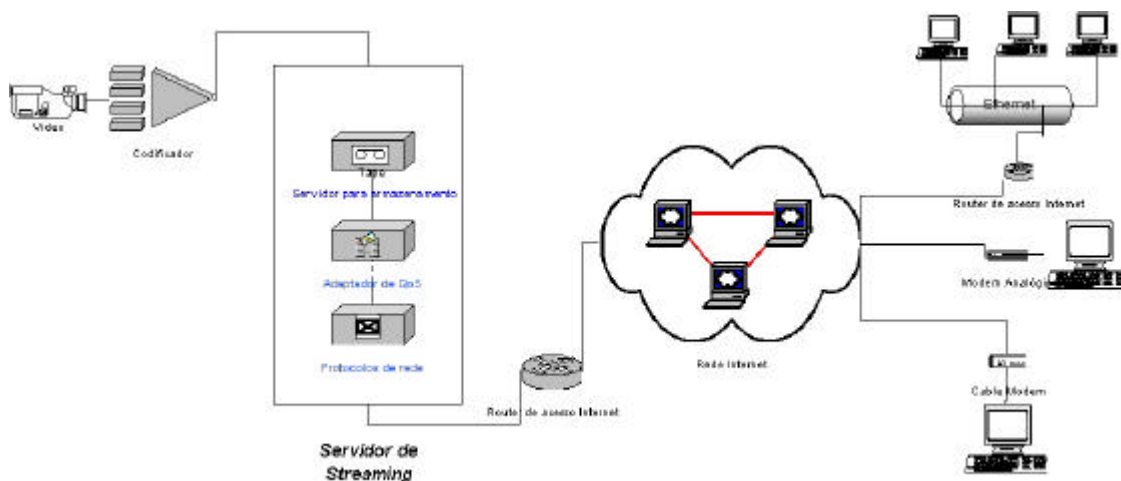 Video
Codificador
Tape
Servidor para armazenamento
Adaptador de QoS
Protocolos de rede
Servidor de
Streaming
Router de acesso Internet
Rede Internet
Ethernet
Router de acesso Internet
Modem Analógic
Cable Modem